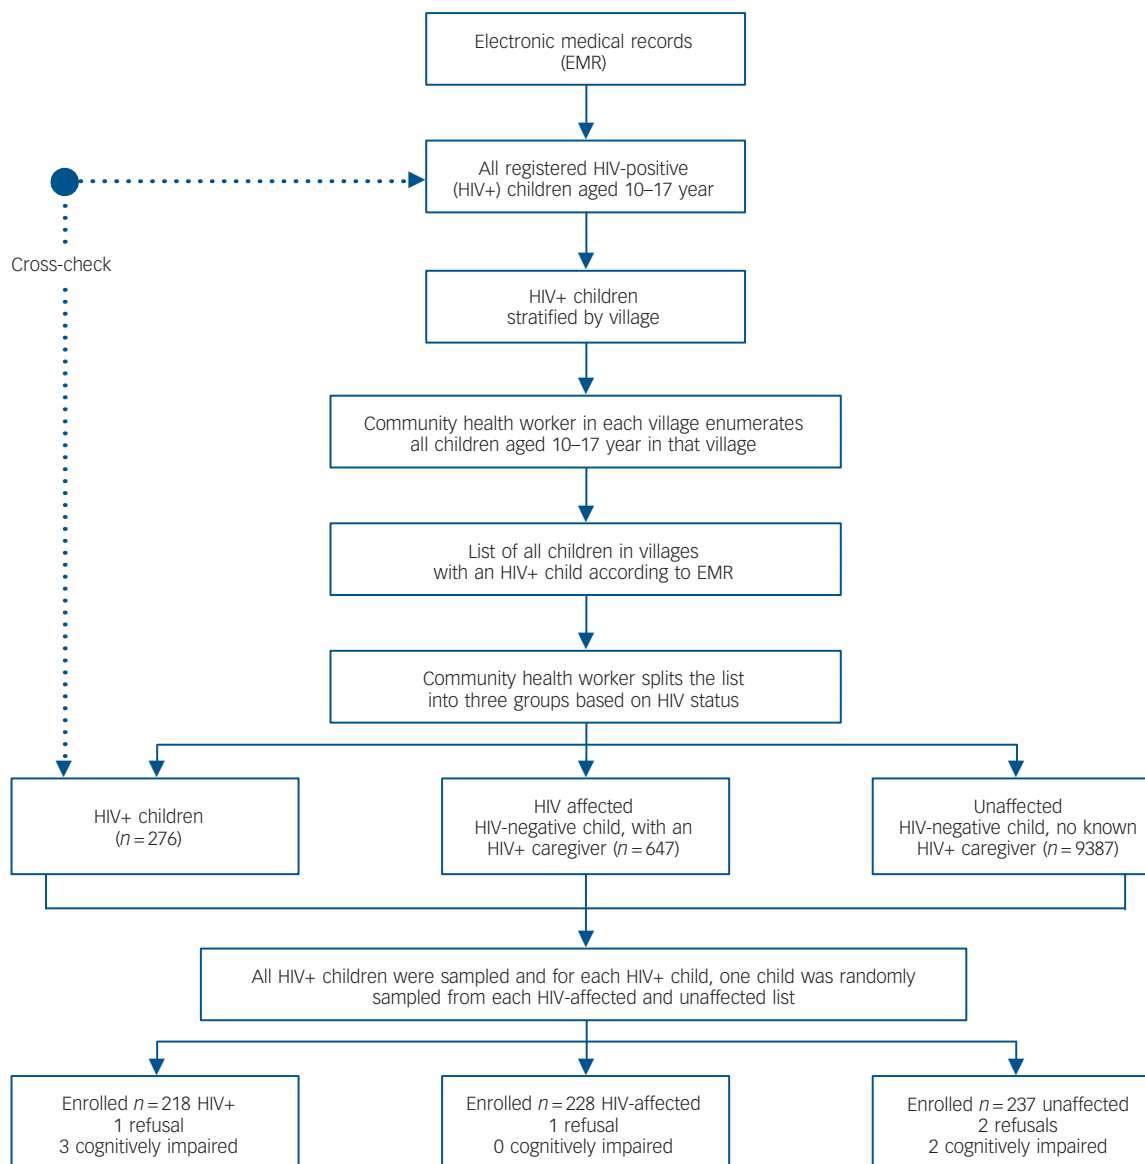 Electronic medical records
(EMR)
All registered HIV-positive
(HIV+) children aged 10–17 year
Cross-check
HIV+ children
stratified by village
Community health worker in each village enumerates
all children aged 10–17 year in that village
List of all children in villages
with an HIV+ child according to EMR
Community health worker splits the list
into three groups based on HIV status
HIV+ children
(n = 276)
HIV affected
HIV-negative child, with an
HIV+ caregiver (n = 647)
Unaffected
HIV-negative child, no known
HIV+ caregiver (n = 9387)
All HIV+ children were sampled and for each HIV+ child, one child was randomly
sampled from each HIV-affected and unaffected list
Enrolled n = 218 HIV+
1 refusal
3 cognitively impaired
Enrolled n = 228 HIV-affected
1 refusal
0 cognitively impaired
Enrolled n = 237 unaffected
2 refusals
2 cognitively impaired